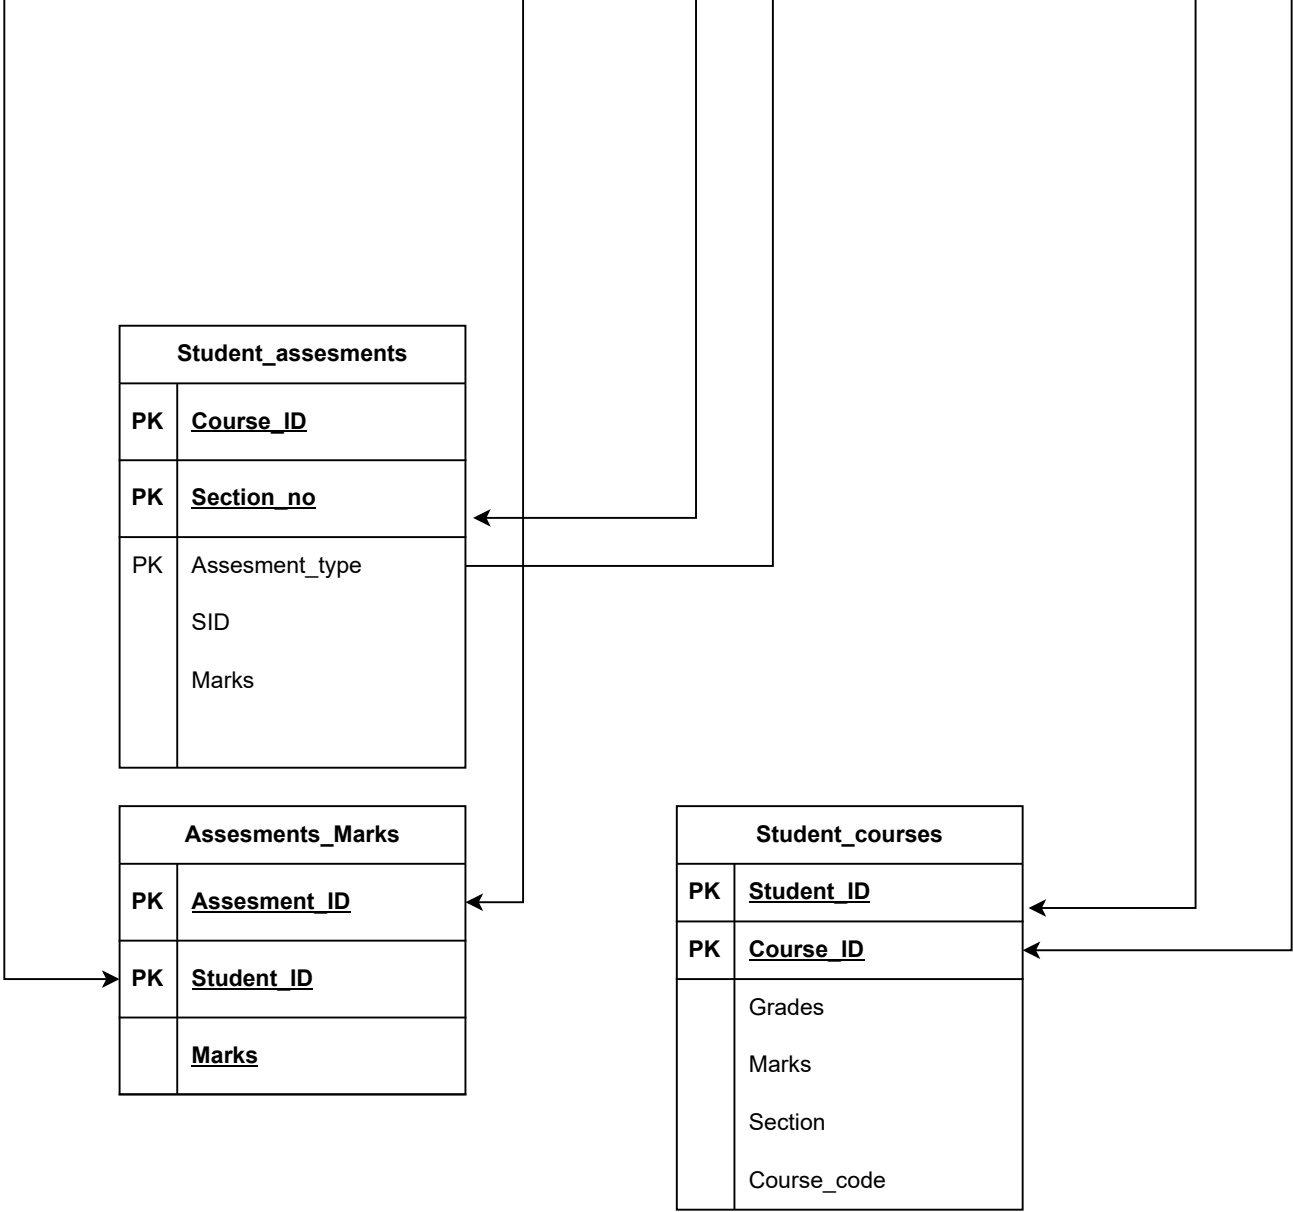 Student_assesments
PK Course_ID
PK Section_no
PK Assesment_type
SID
Marks
Assesments_Marks
PK Assesment_ID
PK Student_ID
Marks
Student_courses
PK Student_ID
PK Course_ID
Grades
Marks
Section
Course_code